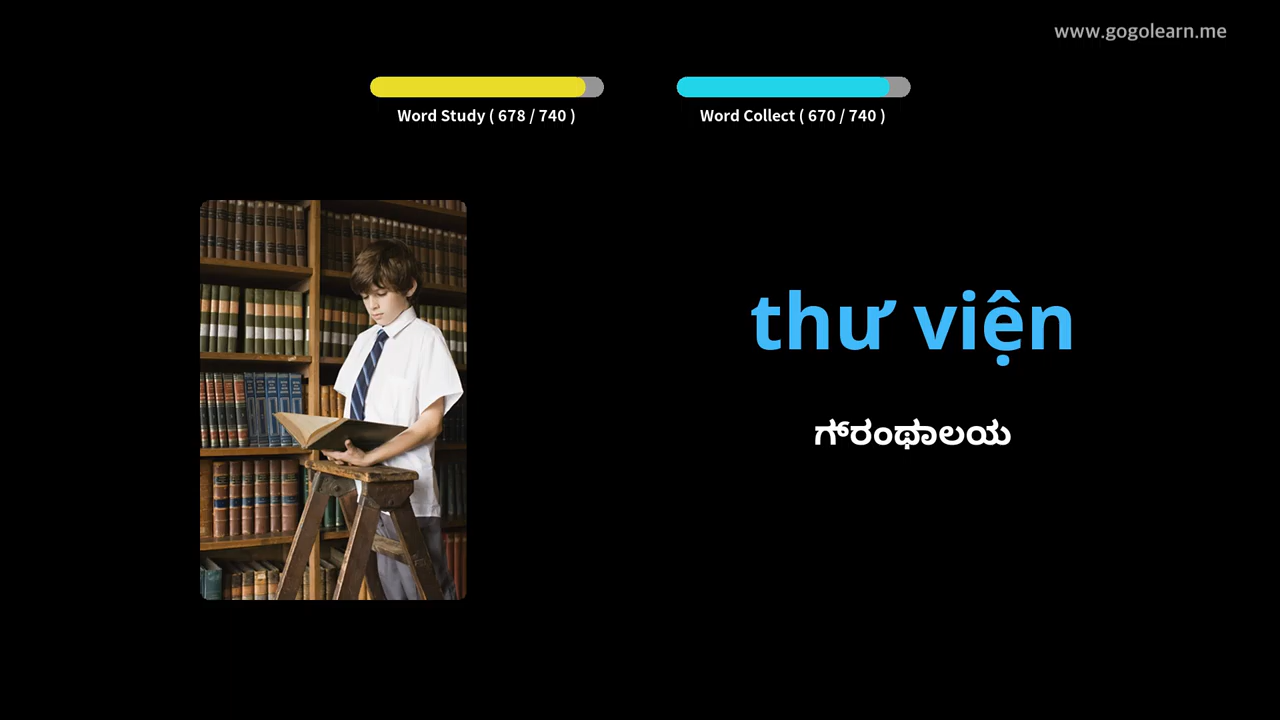 www.gogolearn.me
Word Study ( 678 / 740 )
Word Collect ( 670 / 740 )
thư viện
ಗ್ರಂಥಾಲಯ